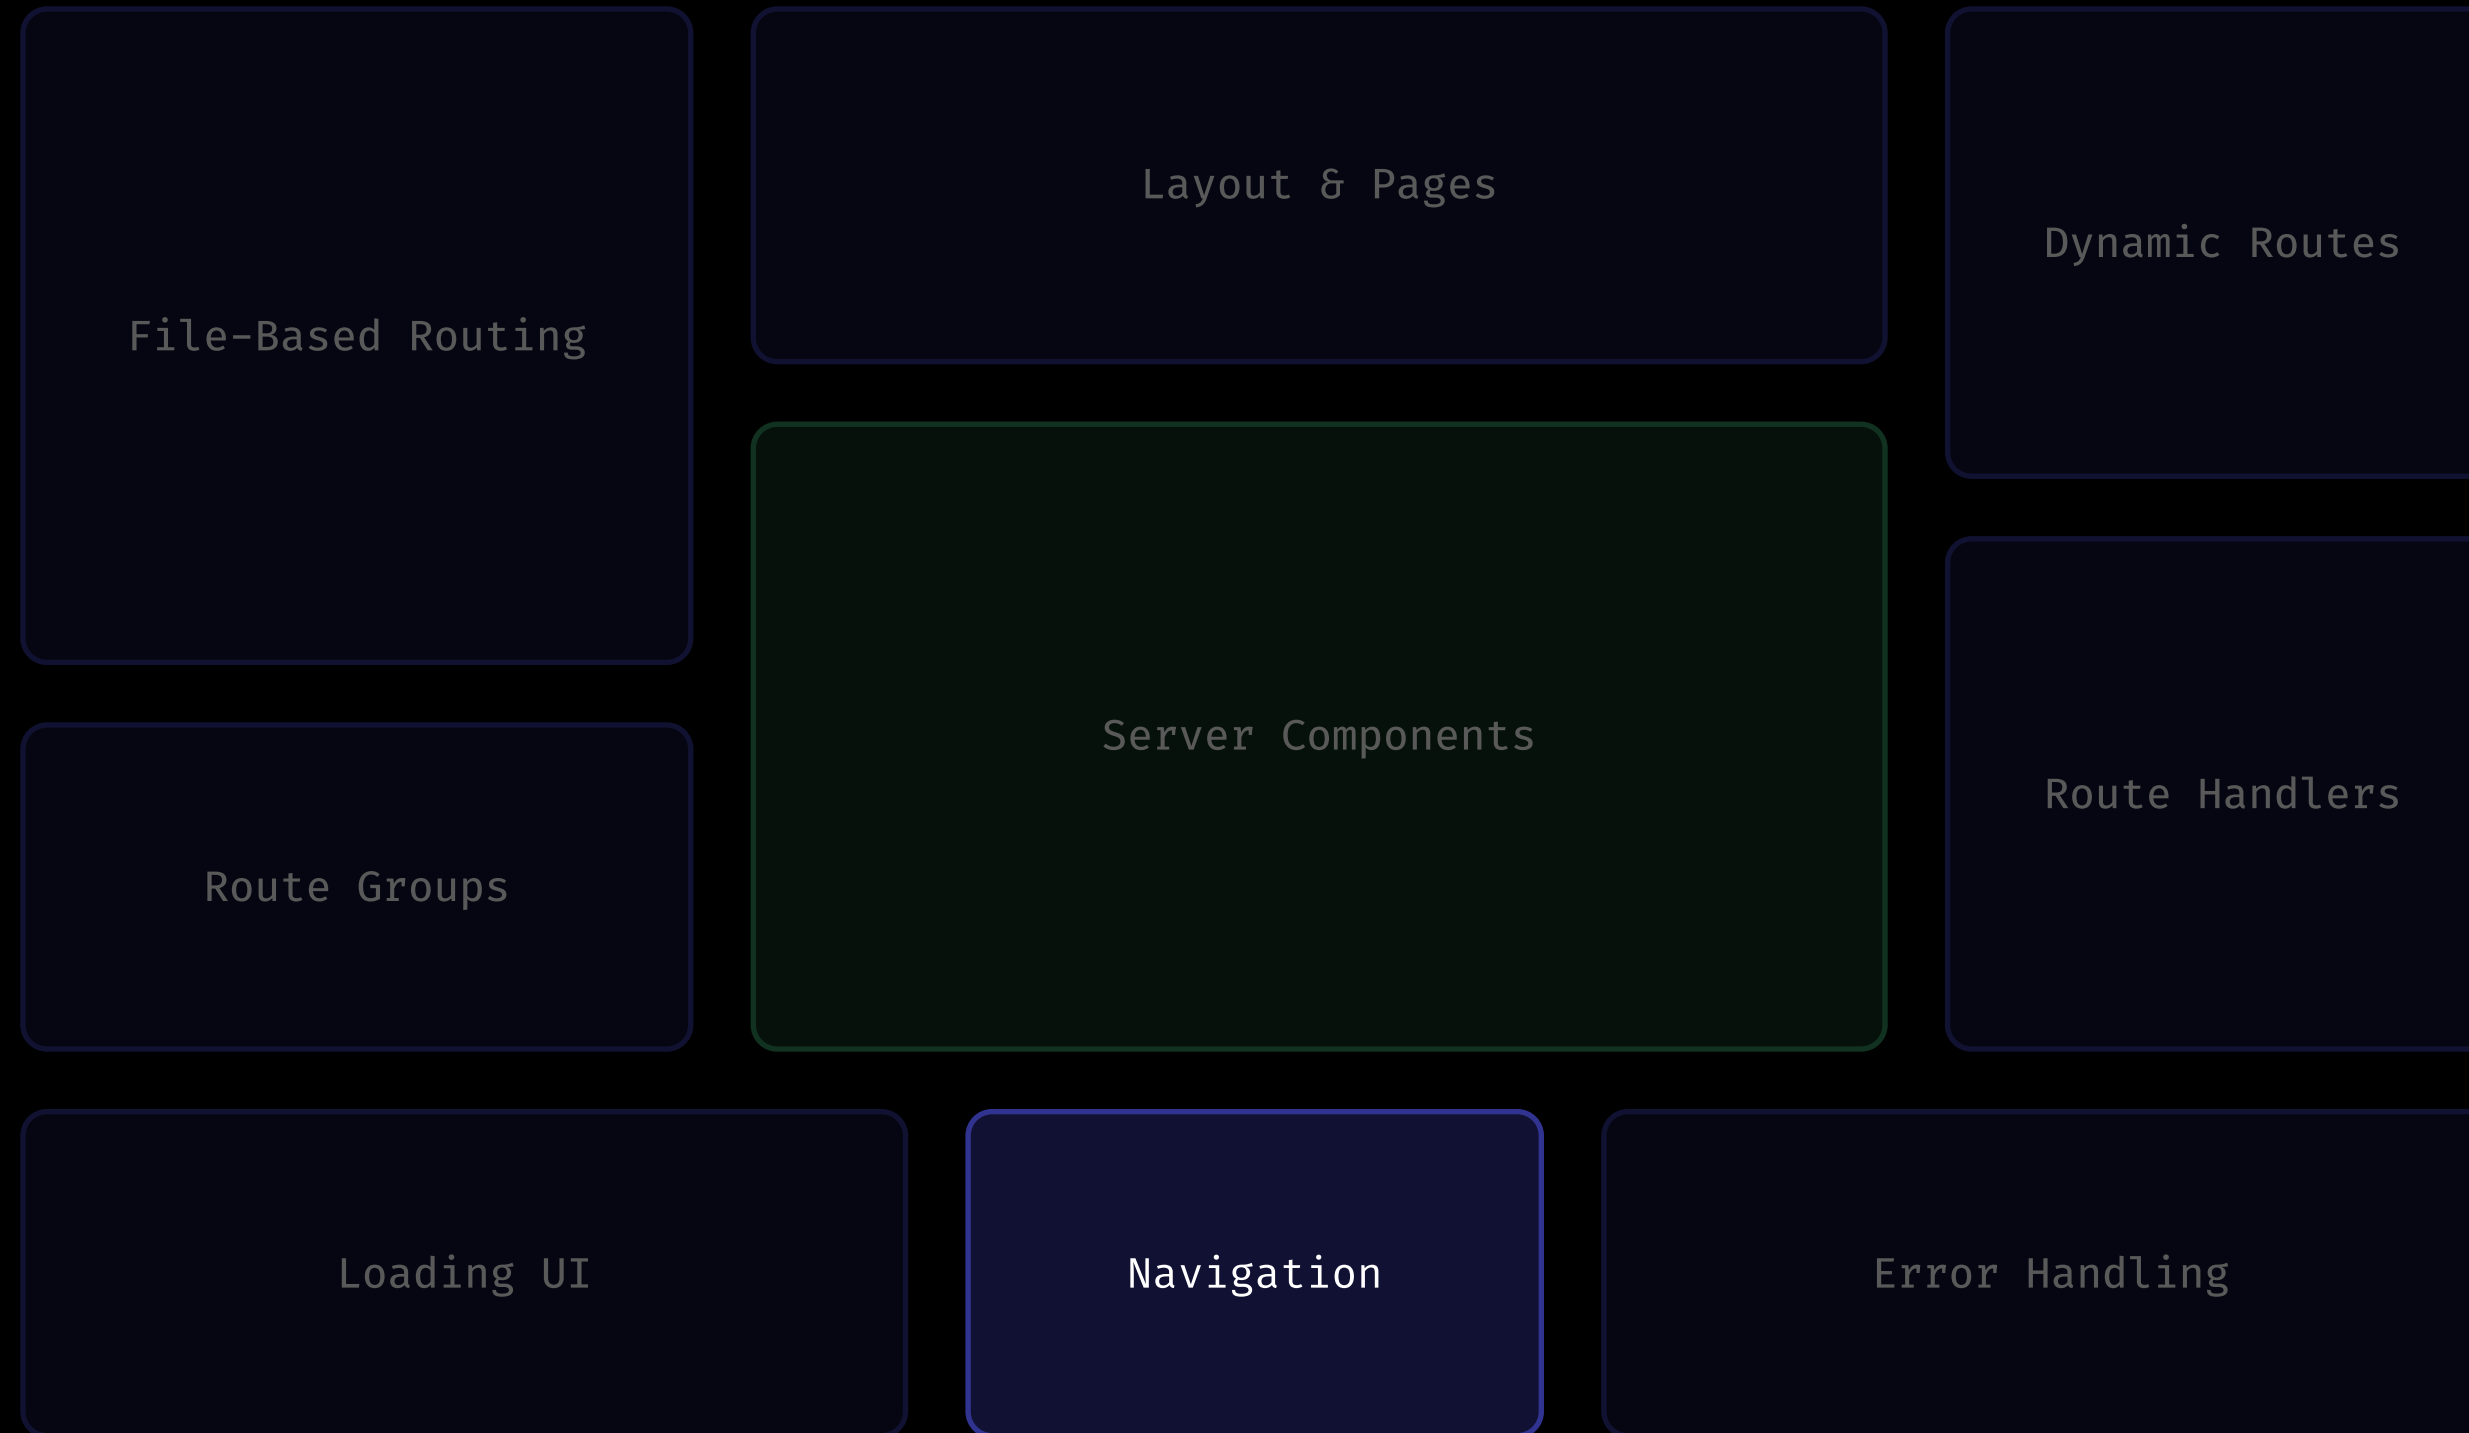 File-Based Routing
Layout & Pages
Dynamic Routes
Server Components
Route Groups
Route Handlers
Loading UI
Navigation
Error Handling